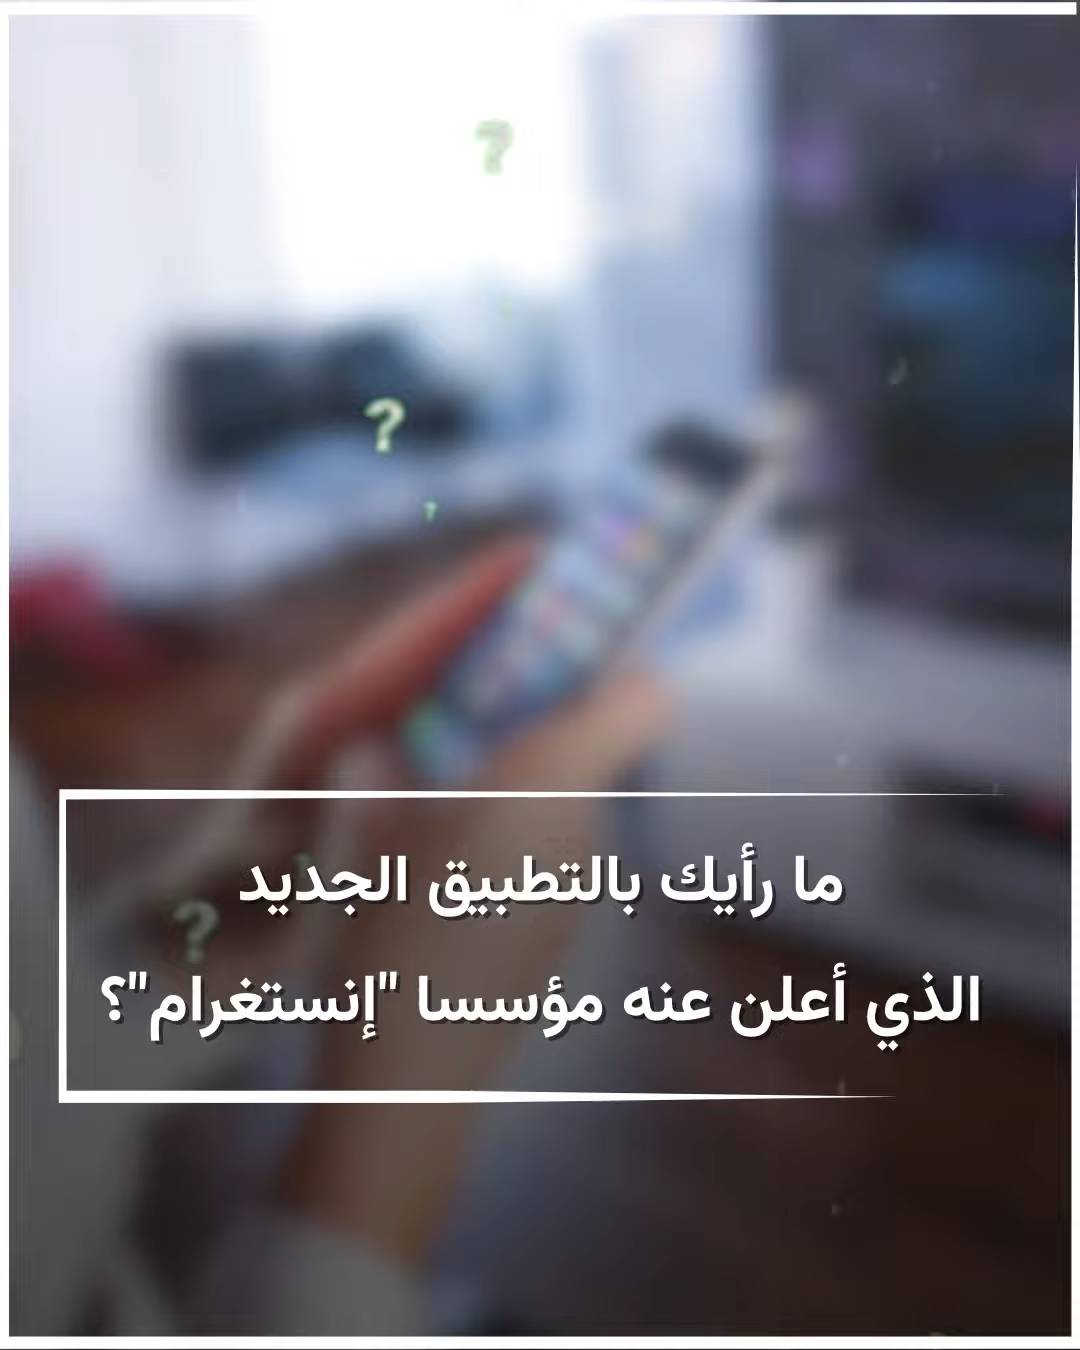 ما رأيك بالتطبيق الجديد
الذي أعلن عنه مؤسسا "إنستغرام"؟